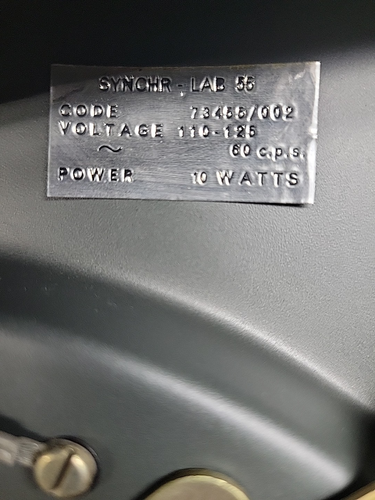 SYNCHR - LAB 55
CODE 73455/002
VOLTAGE 110-125
~ 60 c.p.s.
POWER 10 WATTS